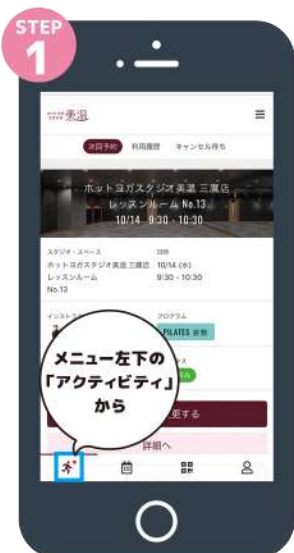 STEP
1
美温
次回予約 利用履歴 キャンセル待ち
ホットヨガスタジオ美温 三鷹店
レッスンルーム No.13
10/14 9:30 - 10:30
スタジオ・スペース 日時
ホットヨガスタジオ美温 三鷹店 10/14 (水)
レッスンルーム 9:30 - 10:30
No.13
プログラム
PILATES 姿勢
メニュー左下の
「アクティビティ」
から
更する
詳細へ